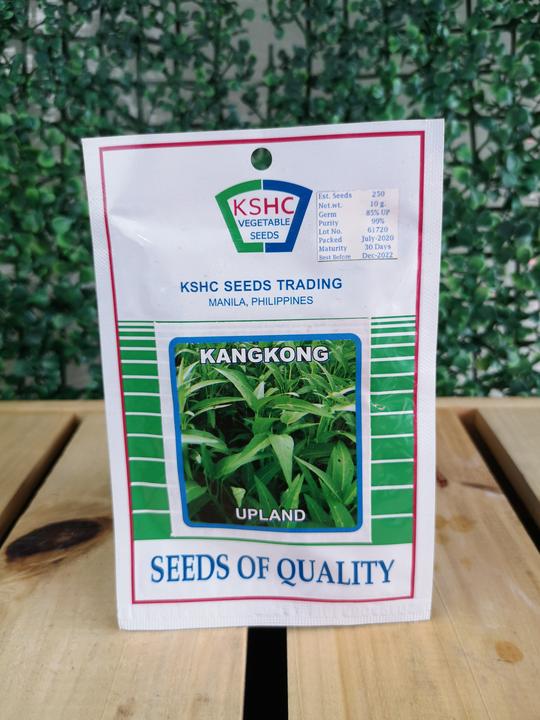 KSHC
VEGETABLE
SEEDS
Est. Seeds 250
Net.wt. 10 g.
Germ 85% UP
Purity 99%
Lot No. 61720
Packed July-2020
Maturity 30 Days
Best Before Dec-2022
KSHC SEEDS TRADING
MANILA, PHILIPPINES
KANGKONG
UPLAND
SEEDS OF QUALITY